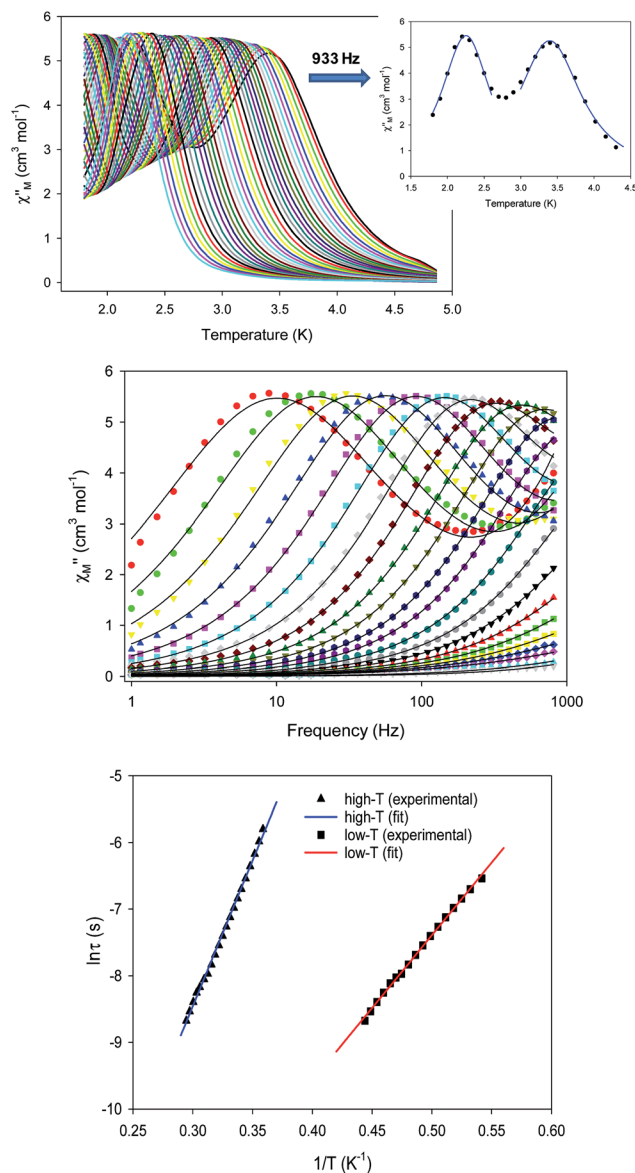 6
5
4
3
2
1
0
χ"M (cm³ mol⁻¹)
2.0 2.5 3.0 3.5 4.0 4.5 5.0
Temperature (K)
933 Hz
6
5
4
3
2
1
0
χ"M (cm³ mol⁻¹)
1.5 2.0 2.5 3.0 3.5 4.0 4.5
Temperature (K)
6
5
4
3
2
1
0
χM" (cm³ mol⁻¹)
1 10 100 1000
Frequency (Hz)
-5
-6
-7
-8
-9
-10
lnτ (s)
high-T (experimental)
high-T (fit)
low-T (experimental)
low-T (fit)
0.25 0.30 0.35 0.40 0.45 0.50 0.55 0.60
1/T (K⁻¹)